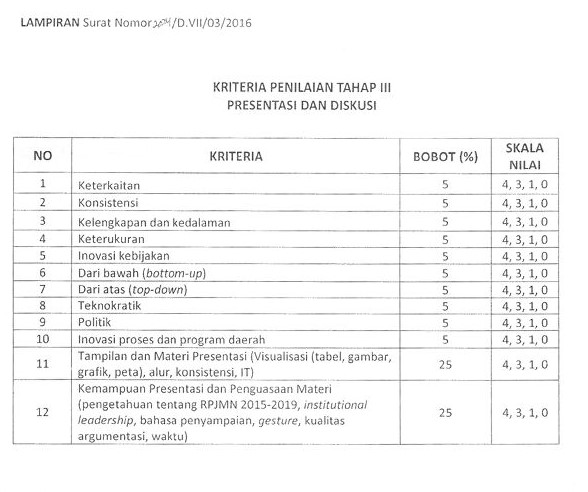 LAMPIRAN Surat Nomor /D.VII/03/2016
KRITERIA PENILAIAN TAHAP III
PRESENTASI DAN DISKUSI
NO KRITERIA BOBOT (%) SKALA NILAI
1 Keterkaitan 5 4, 3, 1, 0
2 Konsistensi 5 4, 3, 1, 0
3 Kelengkapan dan kedalaman 5 4, 3, 1, 0
4 Keterukuran 5 4, 3, 1, 0
5 Inovasi kebijakan 5 4, 3, 1, 0
6 Dari bawah (bottom-up) 5 4, 3, 1, 0
7 Dari atas (top-down) 5 4, 3, 1, 0
8 Teknokratik 5 4, 3, 1, 0
9 Politik 5 4, 3, 1, 0
10 Inovasi proses dan program daerah 5 4, 3, 1, 0
11 Tampilan dan Materi Presentasi (Visualisasi (tabel, gambar,
grafik, peta), alur, konsistensi, IT) 25 4, 3, 1, 0
12 Kemampuan Presentasi dan Penguasaan Materi
(pengetahuan tentang RPJMN 2015-2019, institutional
leadership, bahasa penyampaian, gesture, kualitas
argumentasi, waktu) 25 4, 3, 1, 0